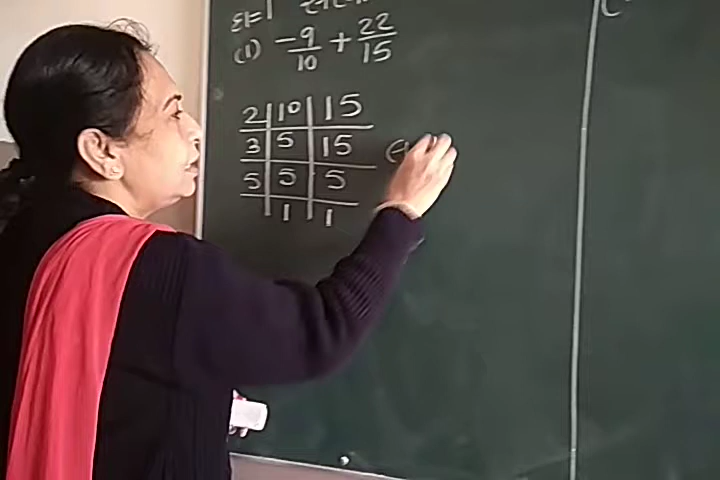 (1) -9/10 + 22/15
2 | 10 | 15
3 | 5 | 15
5 | 5 | 5
1 | 1